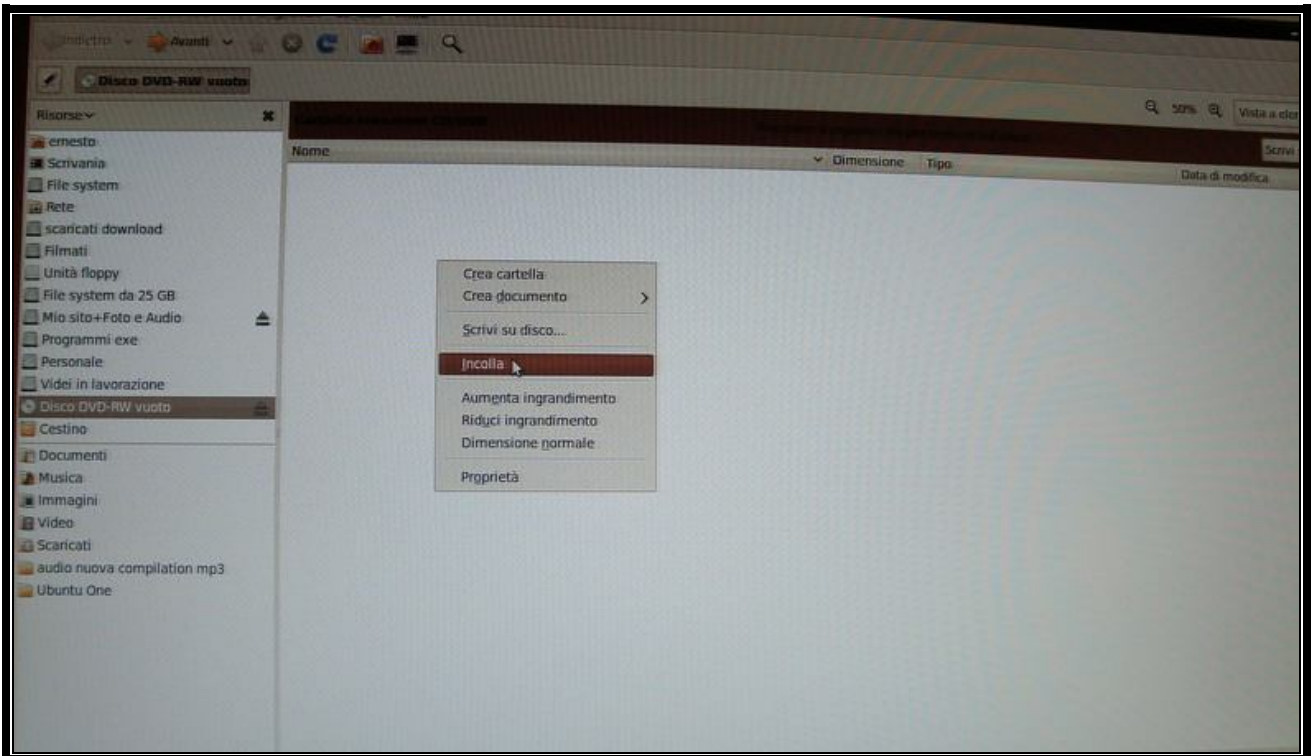 Indietro
Avanti
Disco DVD-RW vuoto
Risorse
50%
Vista a
Nome
Dimensione
Tipo
Data di modifica
Scrivi
ernesto
Scrivania
File system
Rete
scaricati download
Filmati
Unità floppy
File system da 25 GB
Mio sito+Foto e Audio
Programmi exe
Personale
Videi in lavorazione
Disco DVD-RW vuoto
Cestino
Documenti
Musica
Immagini
Video
Scaricati
audio nuova compilation mp3
Ubuntu One
Crea cartella
Crea documento
Scrivi su disco...
Incolla
Aumenta ingrandimento
Riduci ingrandimento
Dimensione normale
Proprietà